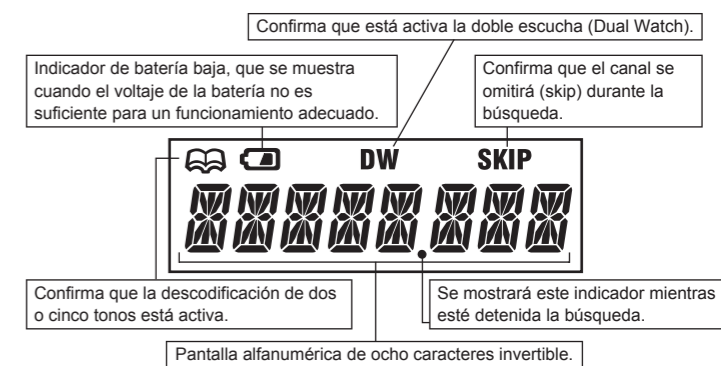 Confirma que está activa la doble escucha (Dual Watch).
Indicador de batería baja, que se muestra
cuando el voltaje de la batería no es
suficiente para un funcionamiento adecuado.
Confirma que el canal se
omitirá (skip) durante la
búsqueda.
DW
SKIP
Confirma que la descodificación de dos
o cinco tonos está activa.
Se mostrará este indicador mientras
esté detenida la búsqueda.
Pantalla alfanumérica de ocho caracteres invertible.